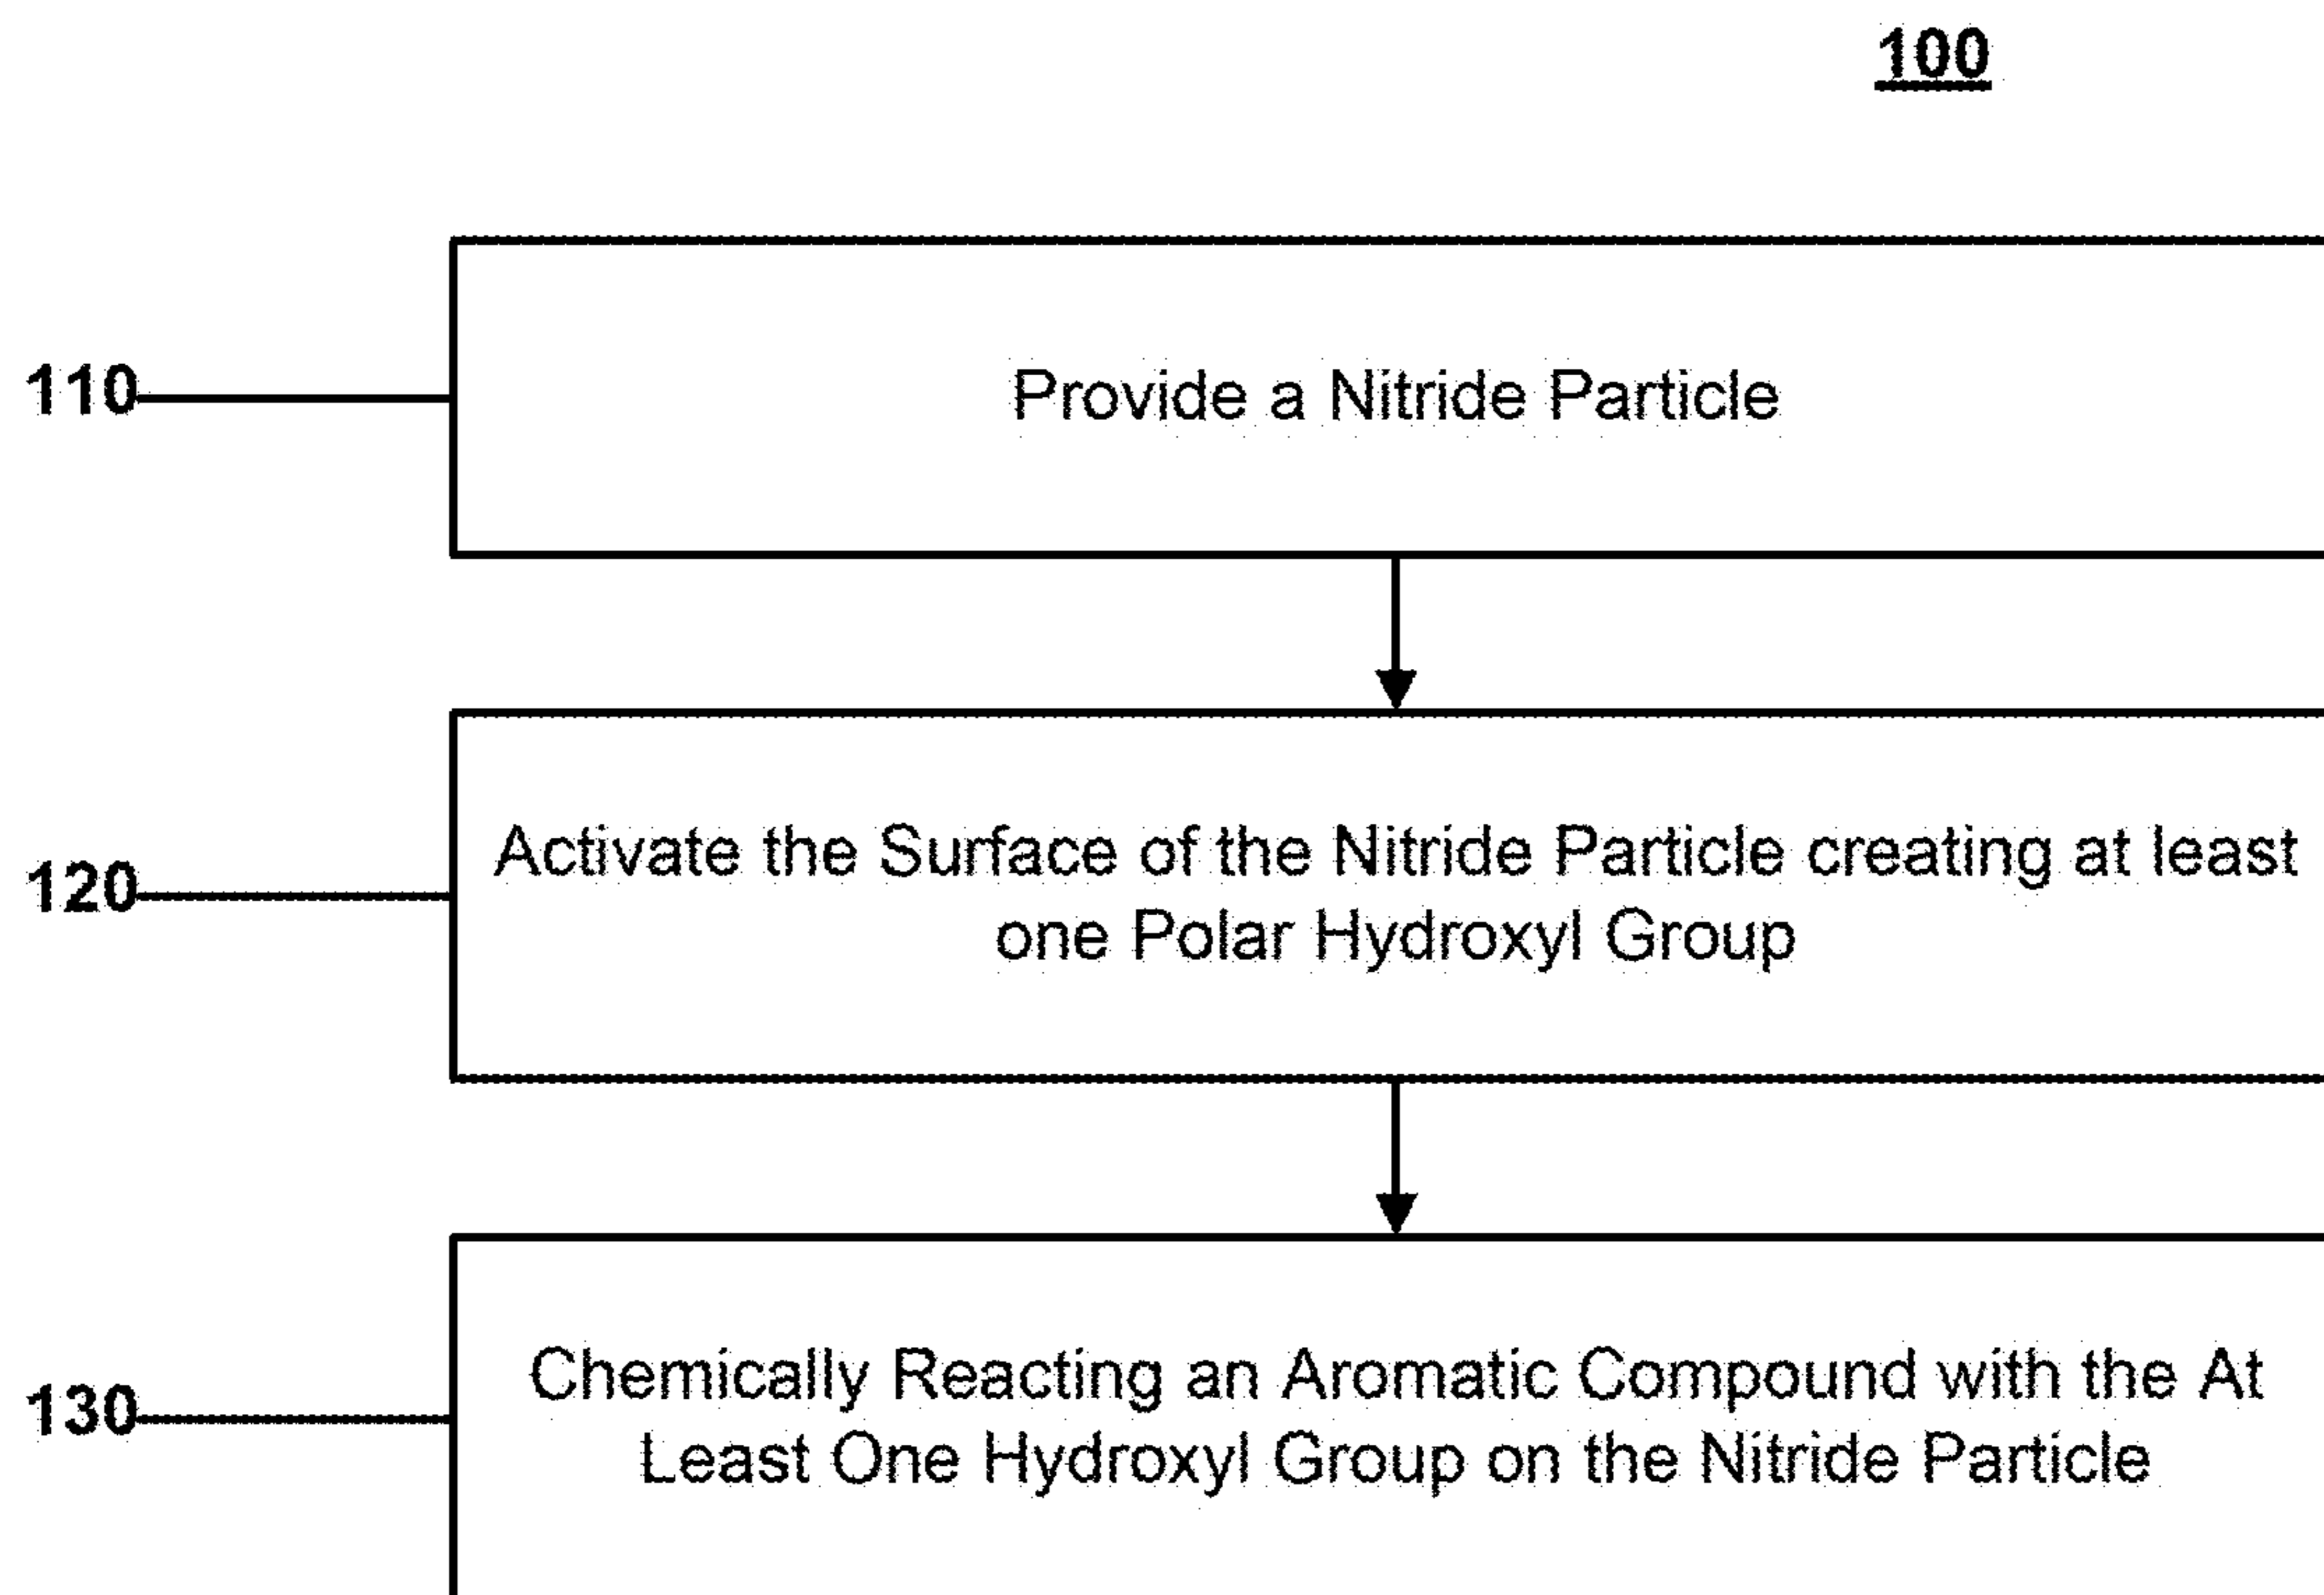 100
110
Provide a Nitride Particle
120
Activate the Surface of the Nitride Particle creating at least
one Polar Hydroxyl Group
130
Chemically Reacting an Aromatic Compound with the At
Least One Hydroxyl Group on the Nitride Particle